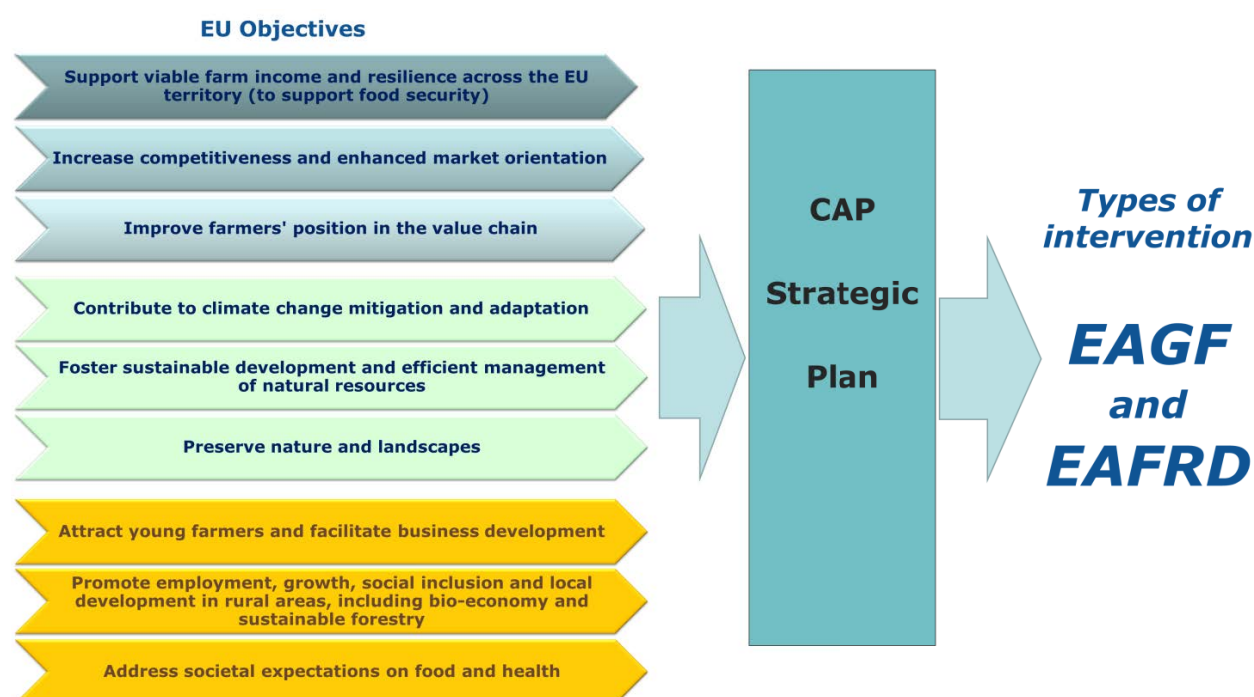 EU Objectives
Support viable farm income and resilience across the EU
territory (to support food security)
Increase competitiveness and enhanced market orientation
Improve farmers' position in the value chain
Contribute to climate change mitigation and adaptation
Foster sustainable development and efficient management
of natural resources
Preserve nature and landscapes
Attract young farmers and facilitate business development
Promote employment, growth, social inclusion and local
development in rural areas, including bio-economy and
sustainable forestry
Address societal expectations on food and health
CAP
Strategic
Plan
Types of
intervention
EAGF
and
EAFRD